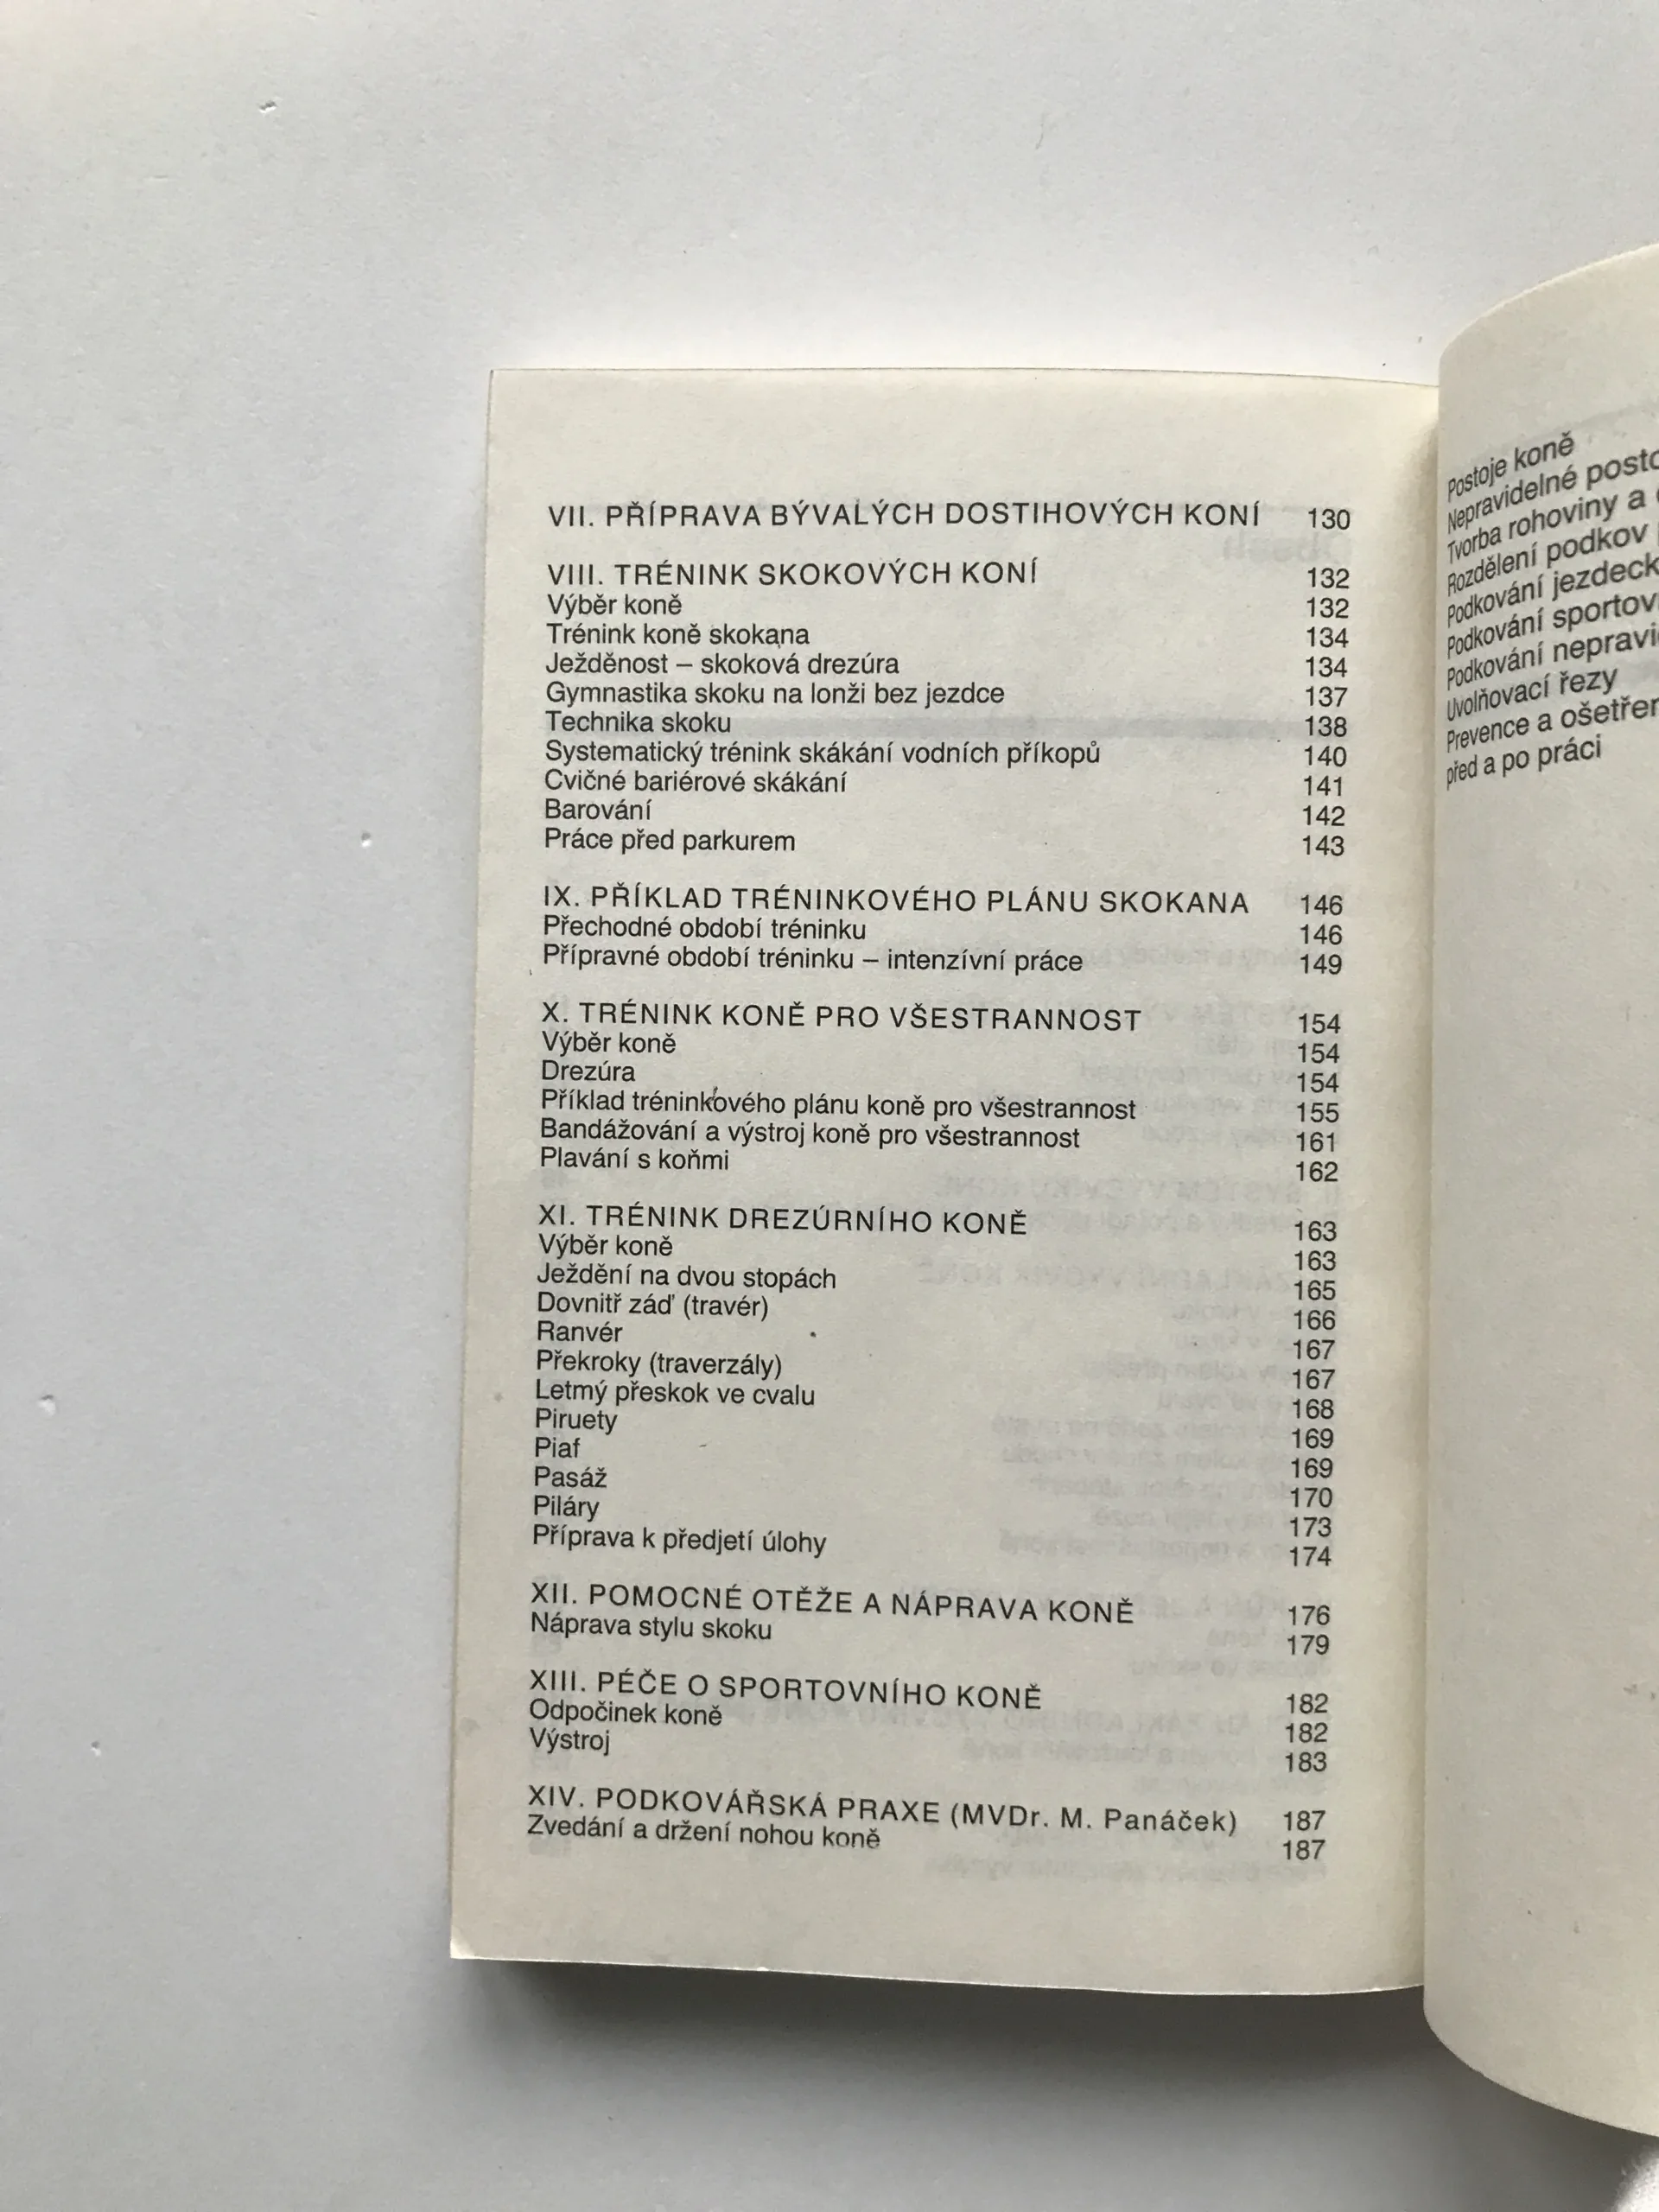 VII. PŘÍPRAVA BÝVALÝCH DOSTIHOVÝCH KONÍ 130
VIII. TRÉNINK SKOKOVÝCH KONÍ 132
Výběr koně 132
Trénink koně skokana 134
Ježděnost – skoková drezúra 134
Gymnastika skoku na lonži bez jezdce 137
Technika skoku 138
Systematický trénink skákání vodních příkopů 140
Cvičné bariérové skákání 141
Barování 142
Práce před parkurem 143
IX. PŘÍKLAD TRÉNINKOVÉHO PLÁNU SKOKANA 146
Přechodné období tréninku 146
Přípravné období tréninku – intenzívní práce 149
X. TRÉNINK KONĚ PRO VŠESTRANNOST 154
Výběr koně 154
Drezúra 154
Příklad tréninkového plánu koně pro všestrannost 155
Bandážování a výstroj koně pro všestrannost 161
Plavání s koňmi 162
XI. TRÉNINK DREZÚRNÍHO KONĚ 163
Výběr koně 163
Ježdění na dvou stopách 165
Dovnitř záď (travér) 166
Ranvér 167
Překroky (traverzály) 167
Letmý přeskok ve cvalu 168
Piruety 169
Piaf 169
Pasáž 170
Piláry 173
Příprava k předjetí úlohy 174
XII. POMOCNÉ OTĚŽE A NÁPRAVA KONĚ 176
Náprava stylu skoku 179
XIII. PÉČE O SPORTOVNÍHO KONĚ 182
Odpočinek koně 182
Výstroj 183
XIV. PODKOVÁŘSKÁ PRAXE (MVDr. M. Panáček) 187
Zvedání a držení nohou koně 187
Postoje koně
Nepravidelné
Tvorba rohoviny a
Rozdělení podkov
Podkování
Podkování
Podkování
Uvolňovací řezy
Prevence a
před a po práci